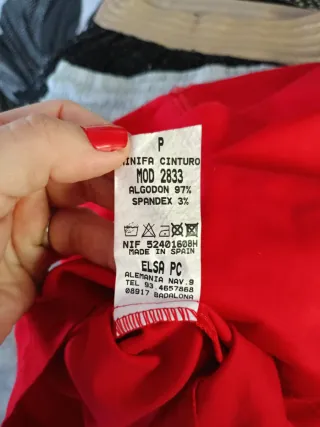 P
INIFA CINTURO
MOD 2833
ALGODON 97%
SPANDEX 3%
NIF 52401608H
MADE IN SPAIN
ELSA PC
ALEMANIA NAV.9
TEL 93.4657868
08917 BADALONA